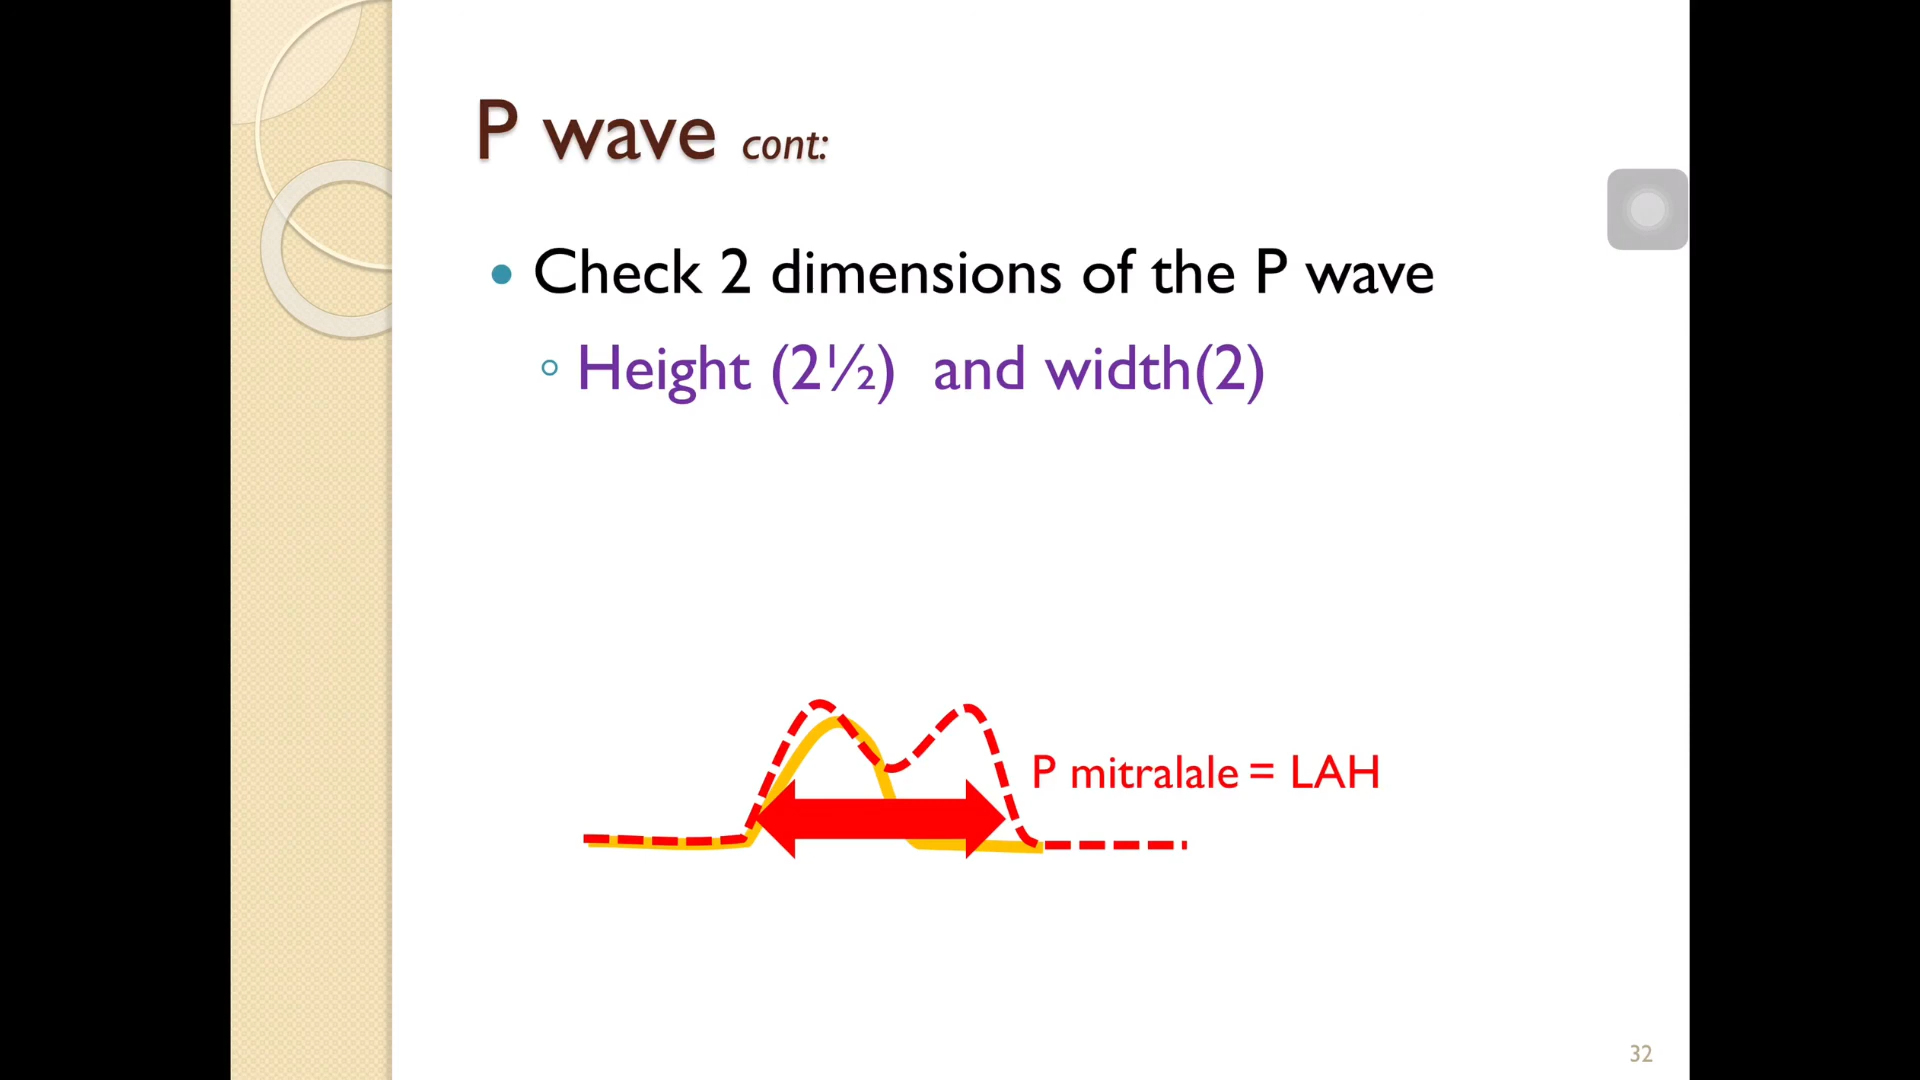 P wave cont:
Check 2 dimensions of the P wave
Height (2½) and width(2)
P mitralale = LAH
32